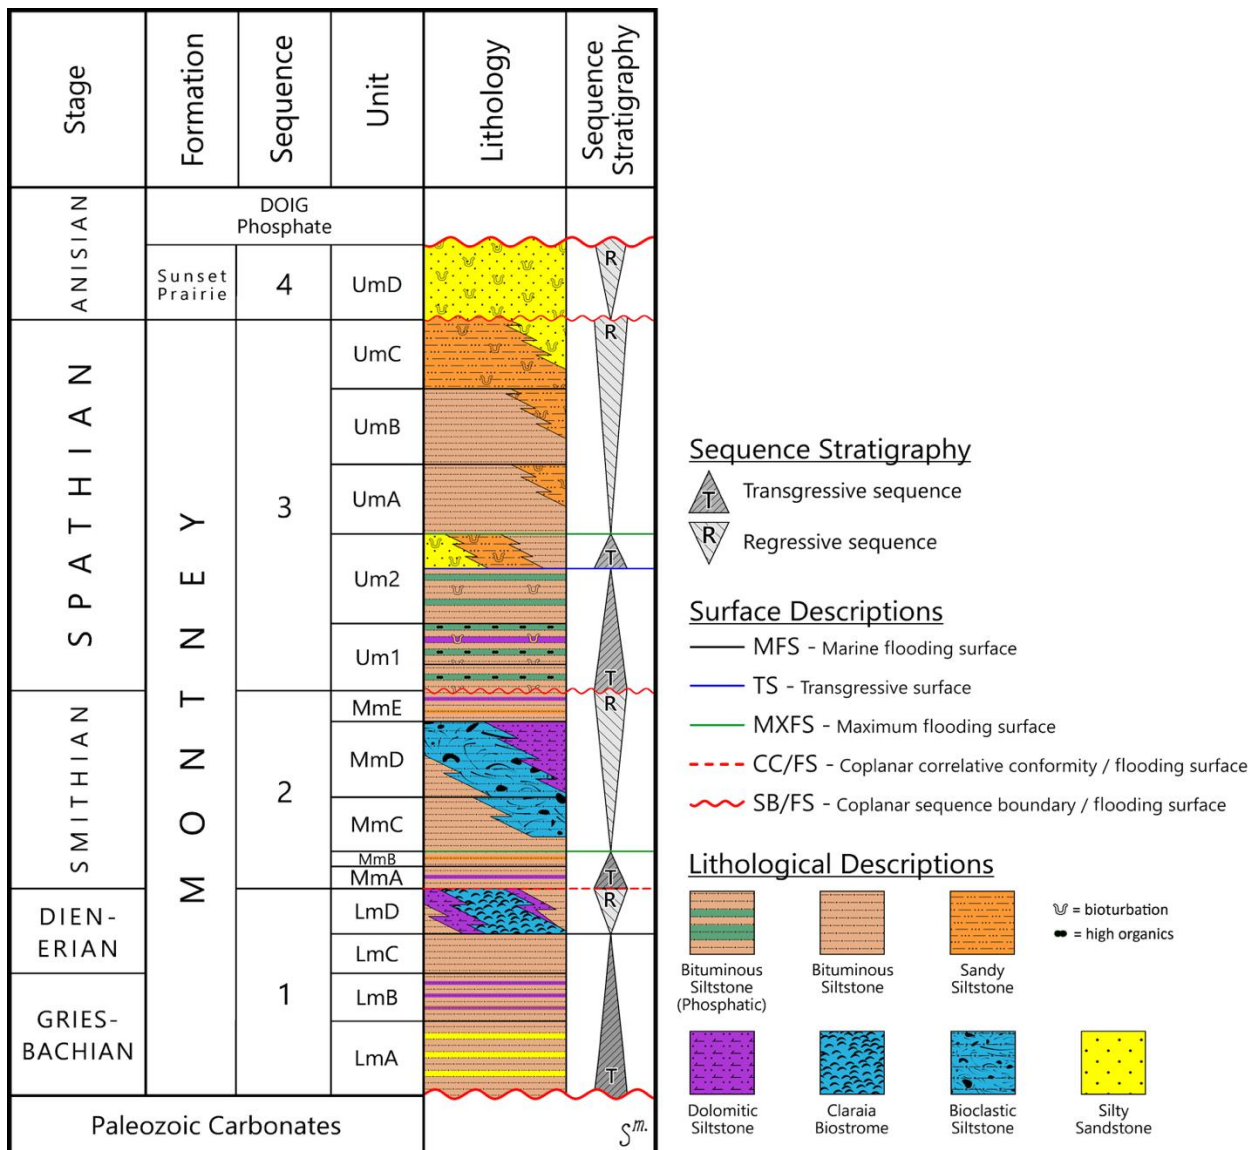 Stage
Formation
Sequence
Unit
Lithology
Sequence
Stratigraphy
ANISIAN
DOIG
Phosphate
Sunset
Prairie
4
UmD
R
SPATHIAN
MONTNEY
3
UmC
R
UmB
UmA
Um2
T
Um1
T
SMITHIAN
2
MmE
R
MmD
MmC
MmB
MmA
T
DIEN-
ERIAN
1
LmD
R
LmC
GRIES-
BACHIAN
LmB
LmA
T
Paleozoic Carbonates
Sm.
Sequence Stratigraphy
T Transgressive sequence
R Regressive sequence
Surface Descriptions
MFS - Marine flooding surface
TS - Transgressive surface
MXFS - Maximum flooding surface
CC/FS - Coplanar correlative conformity / flooding surface
SB/FS - Coplanar sequence boundary / flooding surface
Lithological Descriptions
= bioturbation
= high organics
Bituminous
Siltstone
(Phosphatic)
Bituminous
Siltstone
Sandy
Siltstone
Dolomitic
Siltstone
Claraia
Biostrome
Bioclastic
Siltstone
Silty
Sandstone